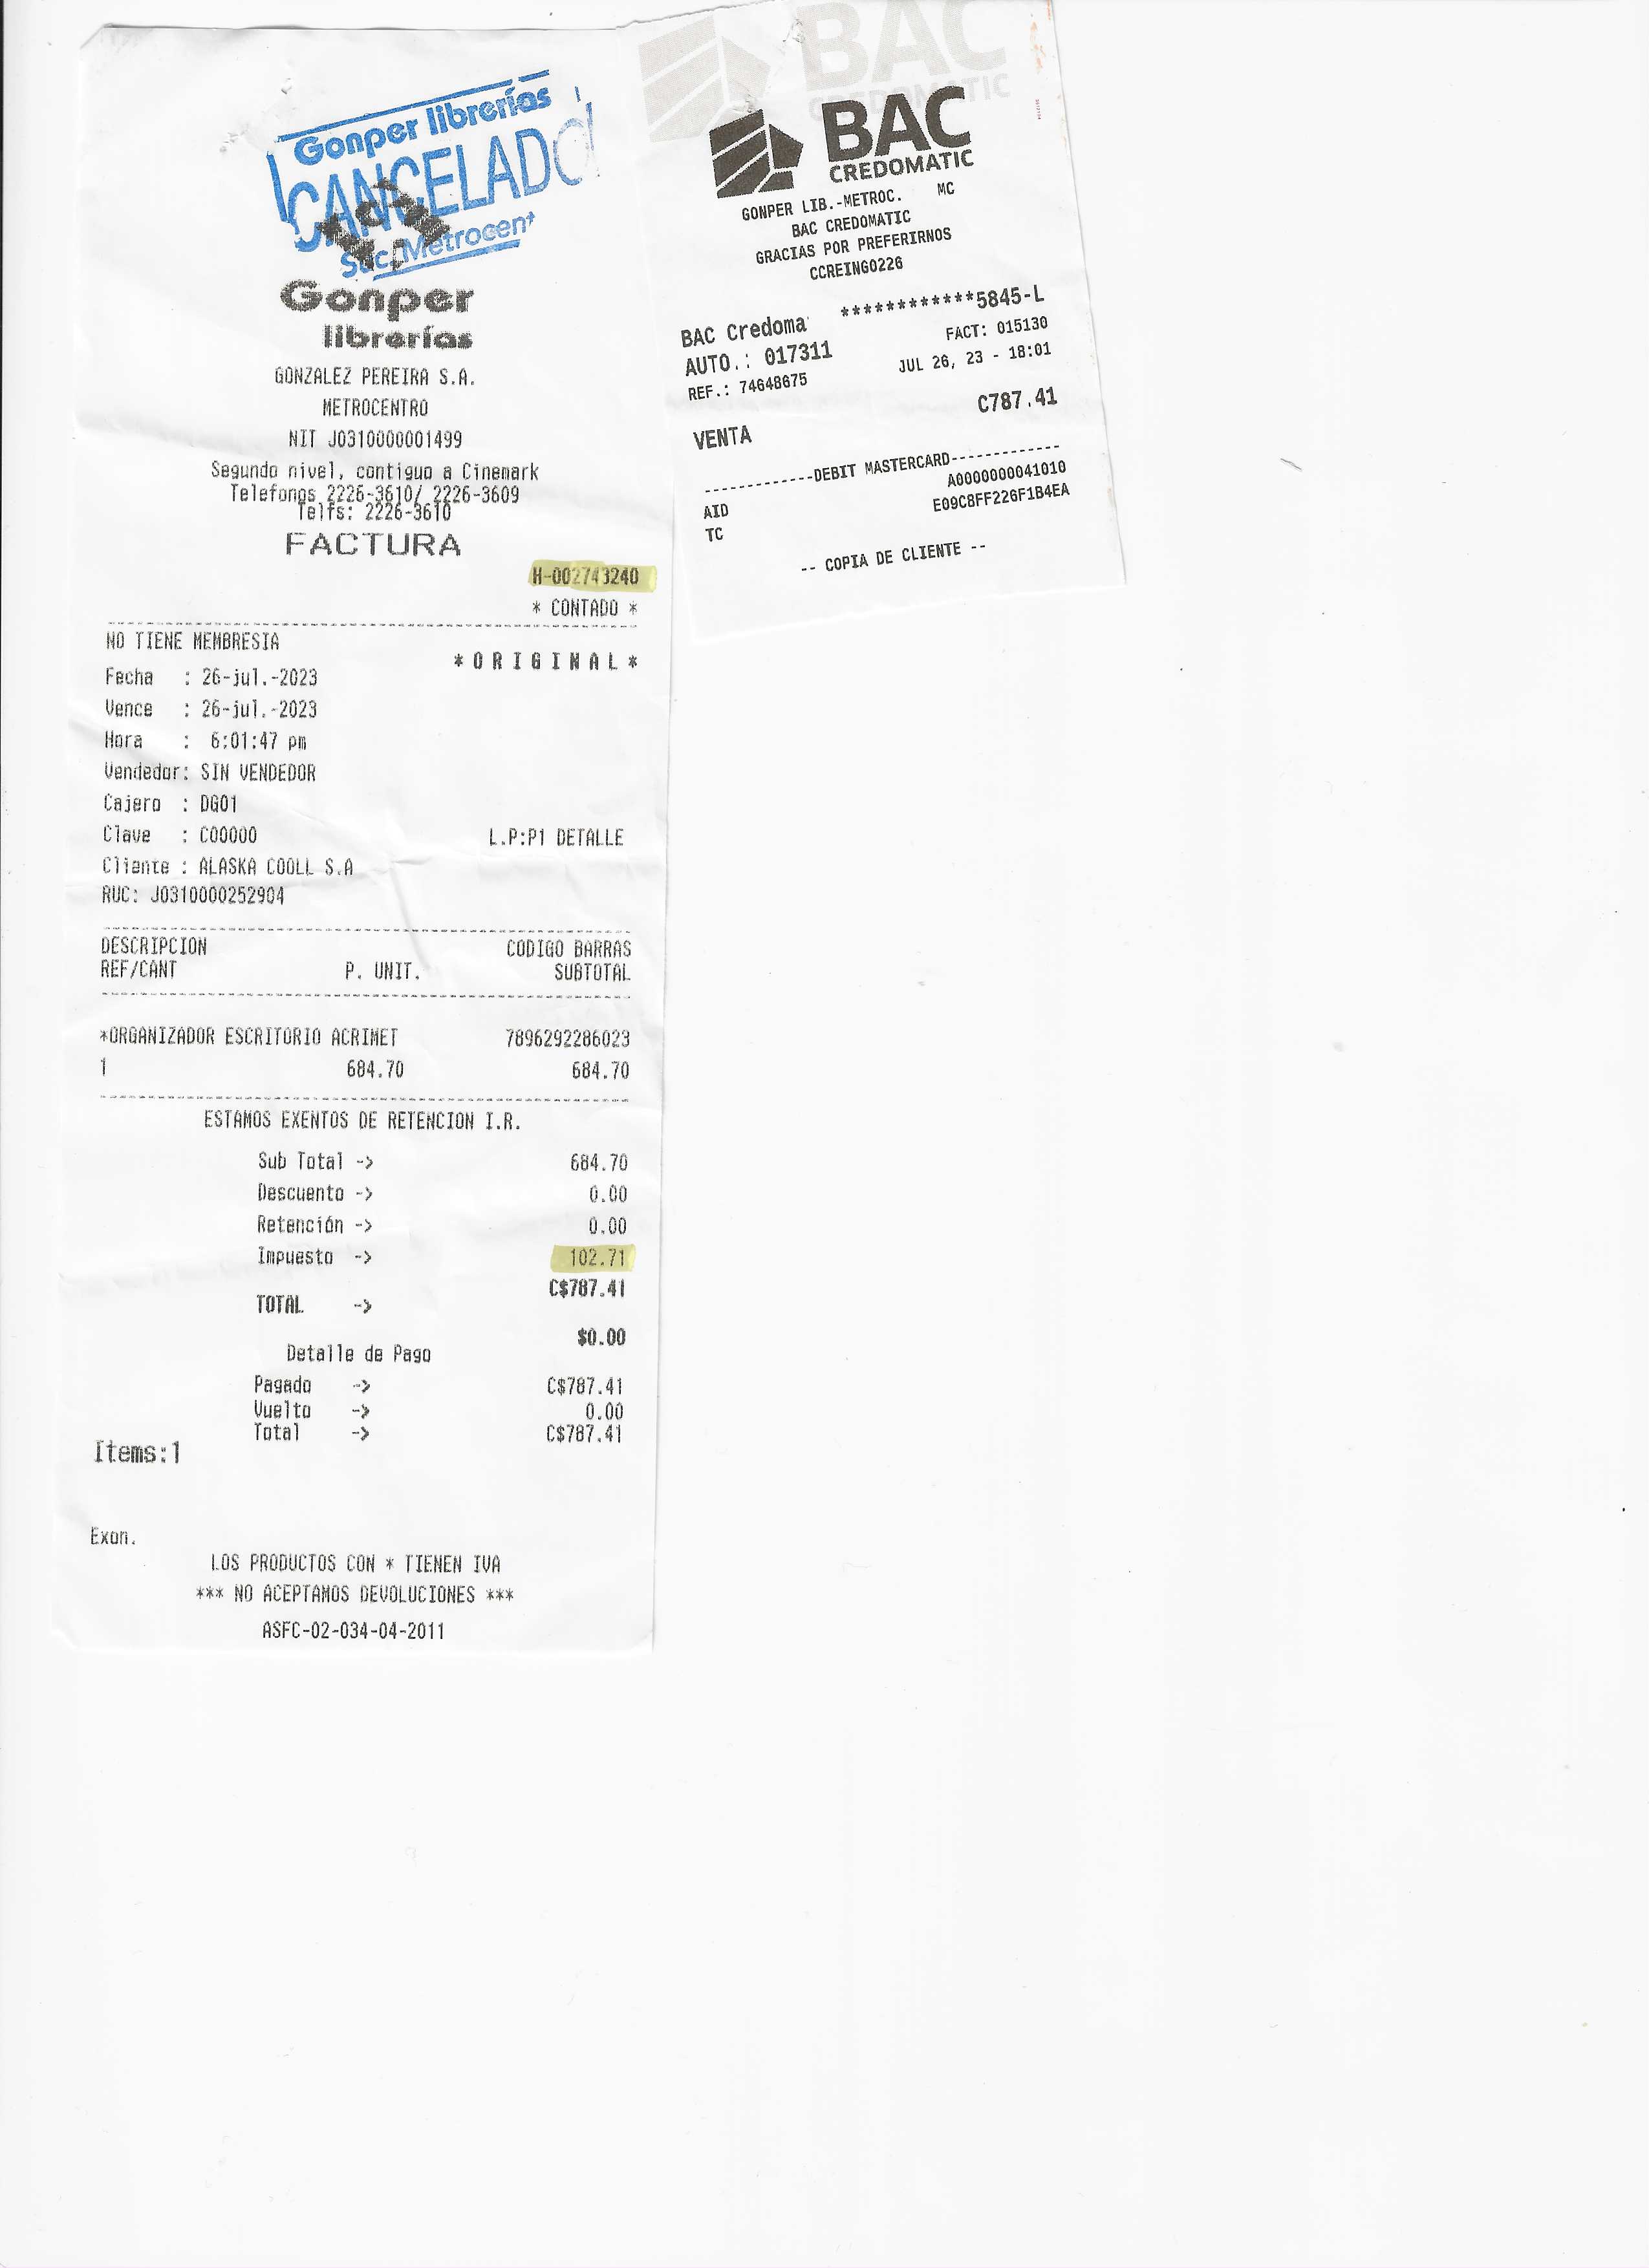 Gonper librerías
CANCELADO
Suc. Metrocent
Gonper
librerías
GONZALEZ PEREIRA S.A.
METROCENTRO
NIT J0310000001499
Segundo nivel, contiguo a Cinemark
Telefonos 2226-3610/ 2226-3609
Telfs: 2226-3610
FACTURA
H-002743240
* CONTADO *
NO TIENE MEMBRESIA
*ORIGINAL*
Fecha : 26-jul.-2023
Vence : 26-jul.-2023
Hora : 6:01:47 pm
Vendedor: SIN VENDEDOR
Cajero : DG01
Clave : C00000 L.P:P1 DETALLE
Cliente : ALASKA COOLL S.A
RUC: J0310000252904
DESCRIPCION CODIGO BARRAS
REF/CANT P. UNIT. SUBTOTAL
*ORGANIZADOR ESCRITORIO ACRIMET 7896292286023
1 684.70 684.70
ESTAMOS EXENTOS DE RETENCION I.R.
Sub Total -> 684.70
Descuento -> 0.00
Retención -> 0.00
Impuesto -> 102.71
C$787.41
TOTAL ->
$0.00
Detalle de Pago
Pagado -> C$787.41
Vuelto -> 0.00
Total -> C$787.41
Items:1
Exon.
LOS PRODUCTOS CON * TIENEN IVA
*** NO ACEPTAMOS DEVOLUCIONES ***
ASFC-02-034-04-2011
BAC
CREDOMATIC
BAC
CREDOMATIC
GONPER LIB.-METROC. MC
BAC CREDOMATIC
GRACIAS POR PREFERIRNOS
CCREING0226
BAC Credoma ************5845-L
AUTO.: 017311 FACT: 015130
REF.: 74648675 JUL 26, 23 - 18:01
C787.41
VENTA
------------DEBIT MASTERCARD-------------
AID A0000000041010
TC E09C8FF226F1B4EA
-- COPIA DE CLIENTE --